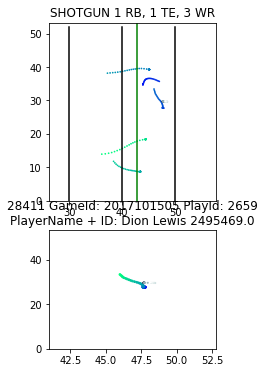 SHOTGUN 1 RB, 1 TE, 3 WR
50
40
30
20
10
0
30 40 50
28411 GameId: 2017101505 PlayId: 2659
PlayerName + ID: Dion Lewis 2495469.0
40
20
0
42.5 45.0 47.5 50.0 52.5